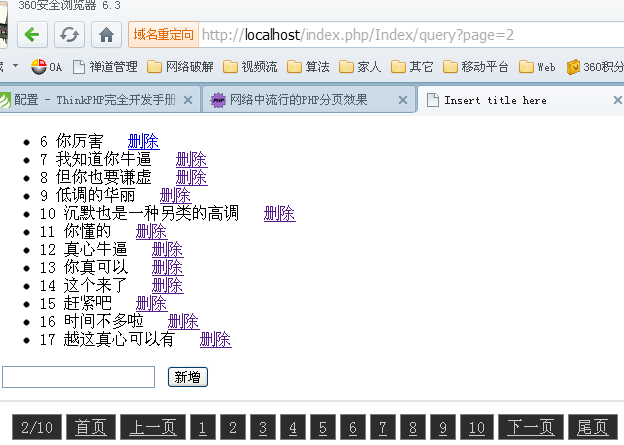 360安全浏览器 6.3
域名重定向 http://localhost/index.php/Index/query?page=2
OA 禅道管理 网络破解 视频流 算法 家人 其它 移动平台 Web 360积分
配置 - ThinkPHP完全开发手册 网络中流行的PHP分页效果 Insert title here
6 你厉害 删除
7 我知道你牛逼 删除
8 但你也要谦虚 删除
9 低调的华丽 删除
10 沉默也是一种另类的高调 删除
11 你懂的 删除
12 真心牛逼 删除
13 你真可以 删除
14 这个来了 删除
15 赶紧吧 删除
16 时间不多啦 删除
17 越这真心可以有 删除
新增
2/10 首页 上一页 1 2 3 4 5 6 7 8 9 10 下一页 尾页